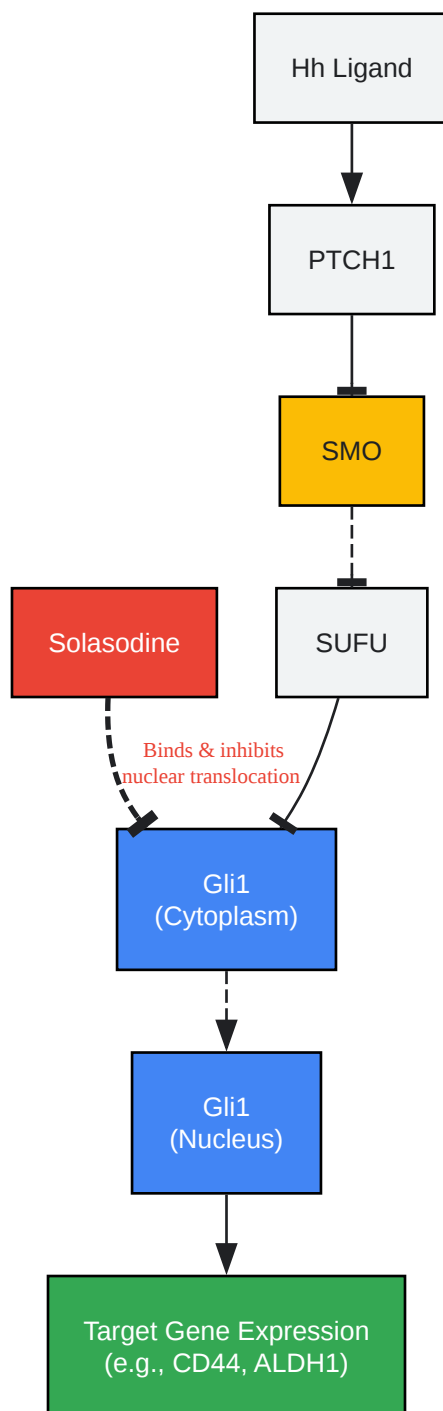 Hh Ligand
PTCH1
SMO
Solasodine
SUFU
Binds & inhibits
nuclear translocation
Gli1
(Cytoplasm)
Gli1
(Nucleus)
Target Gene Expression
(e.g., CD44, ALDH1)